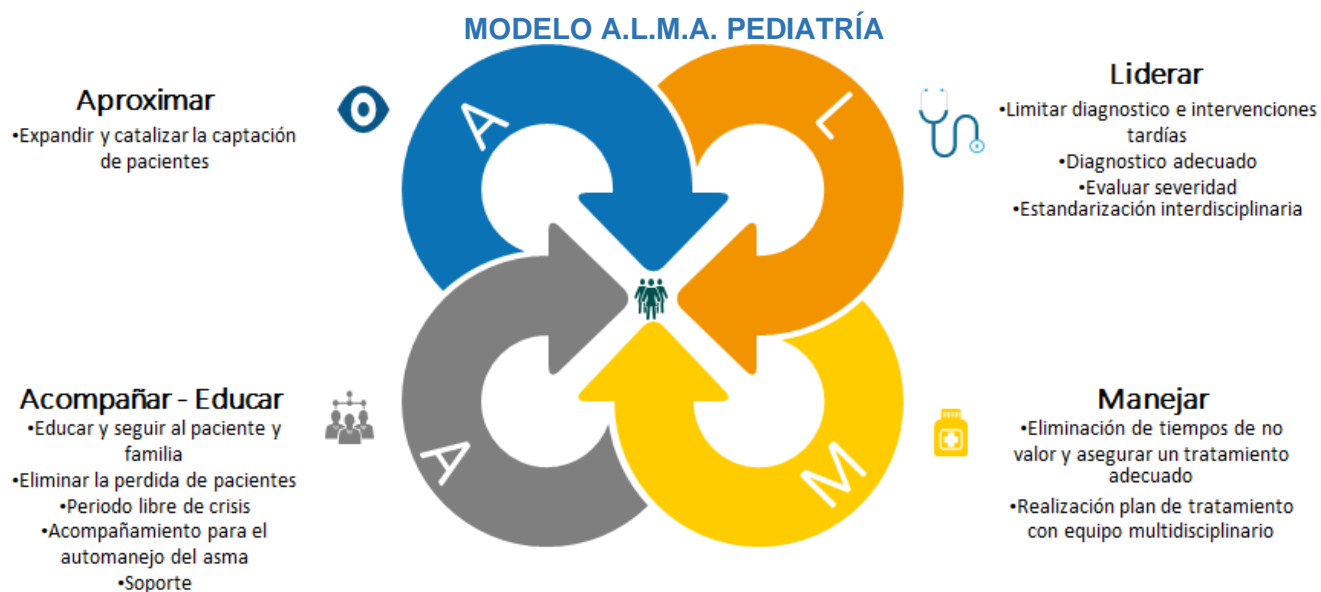 MODELO A.L.M.A. PEDIATRÍA
Aproximar
•Expandir y catalizar la captación
de pacientes
A
L
Liderar
•Limitar diagnostico e intervenciones
tardías
•Diagnostico adecuado
•Evaluar severidad
•Estandarización interdisciplinaria
Acompañar - Educar
•Educar y seguir al paciente y
familia
•Eliminar la perdida de pacientes
•Periodo libre de crisis
•Acompañamiento para el
automanejo del asma
•Soporte
A
M
Manejar
•Eliminación de tiempos de no
valor y asegurar un tratamiento
adecuado
•Realización plan de tratamiento
con equipo multidisciplinario